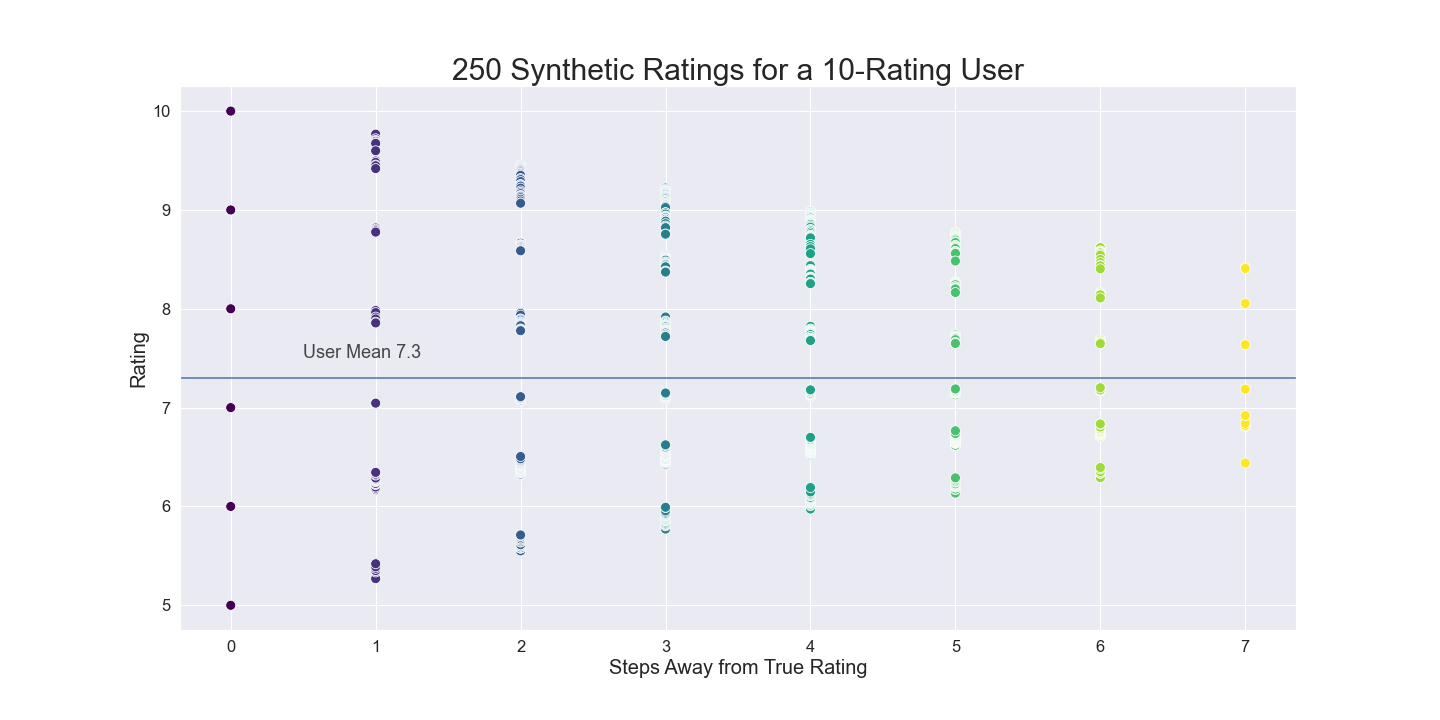 250 Synthetic Ratings for a 10-Rating User
10
9
8
7
6
5
Rating
User Mean 7.3
0 1 2 3 4 5 6 7
Steps Away from True Rating